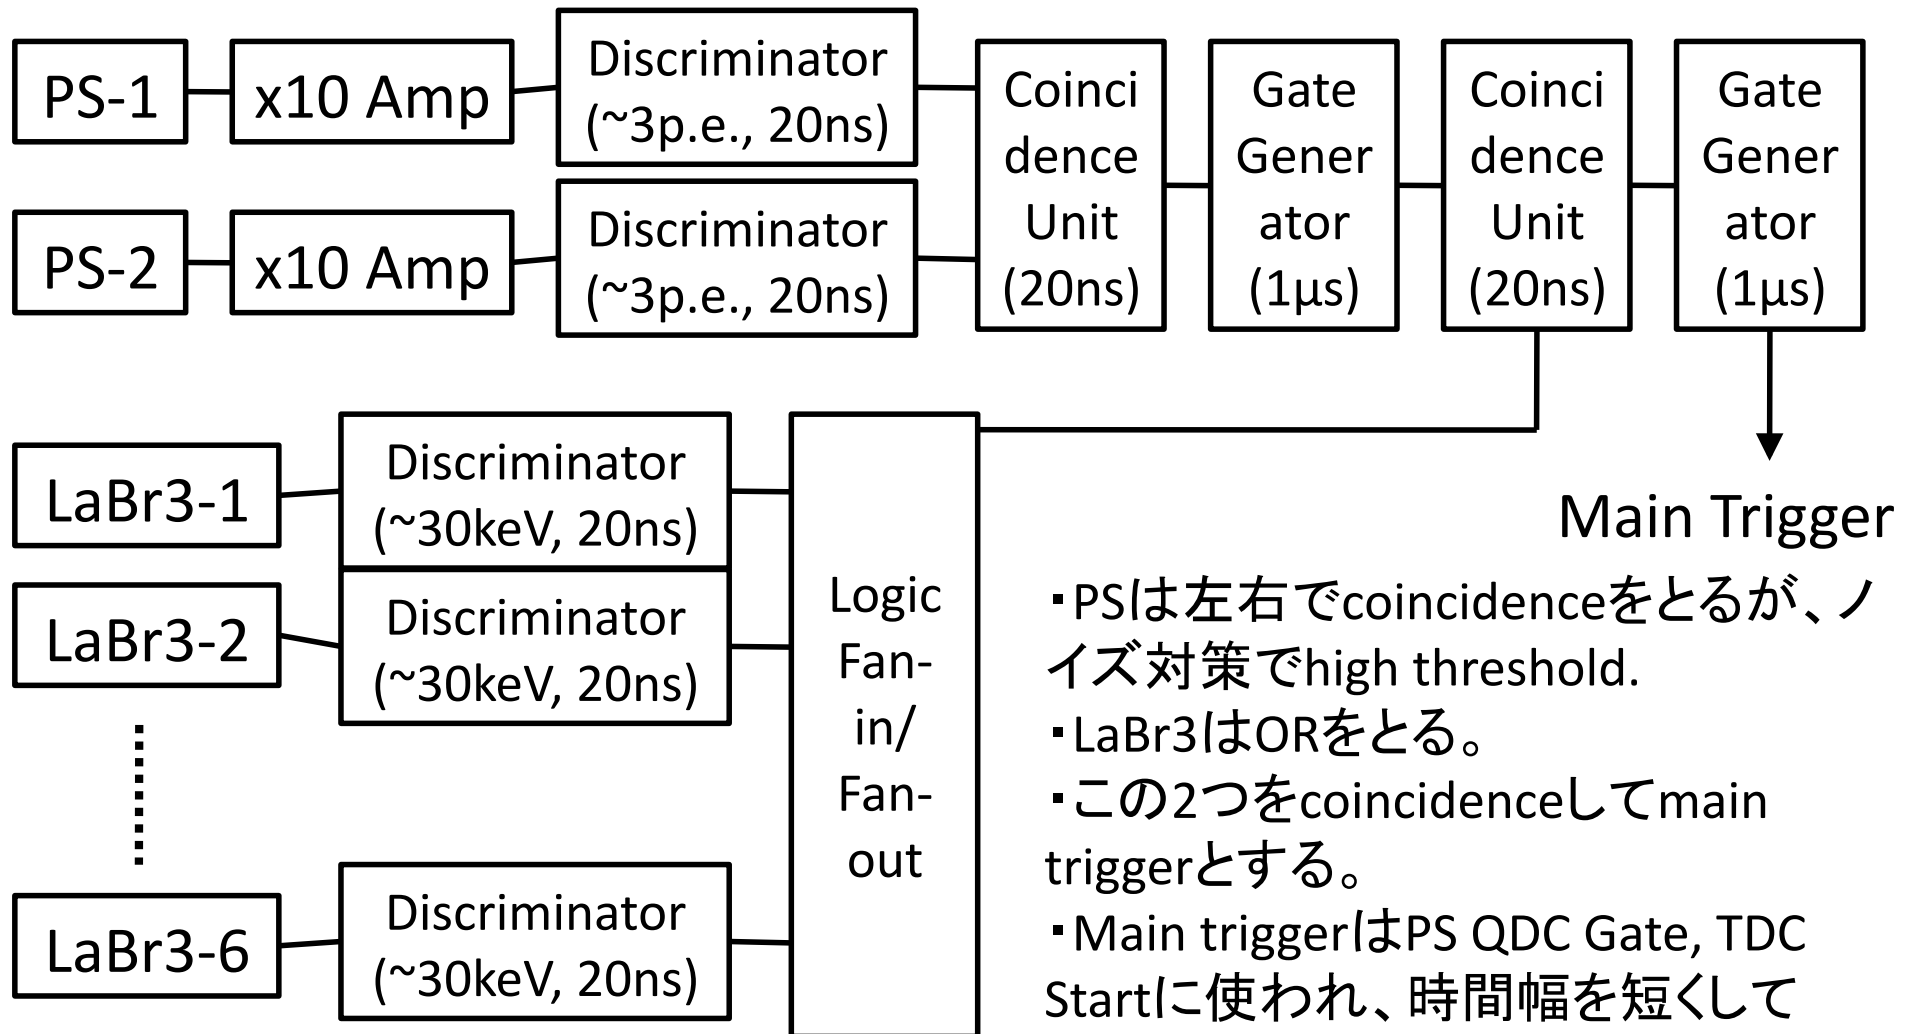 PS-1
x10 Amp
Discriminator
(~3p.e., 20ns)
PS-2
x10 Amp
Discriminator
(~3p.e., 20ns)
Coinci
dence
Unit
(20ns)
Gate
Gener
ator
(1μs)
Coinci
dence
Unit
(20ns)
Gate
Gener
ator
(1μs)
Main Trigger
LaBr3-1
Discriminator
(~30keV, 20ns)
LaBr3-2
Discriminator
(~30keV, 20ns)
LaBr3-6
Discriminator
(~30keV, 20ns)
Logic
Fan-
in/
Fan-
out
・PSは左右でcoincidenceをとるが、ノ
イズ対策でhigh threshold.
・LaBr3はORをとる。
・この2つをcoincidenceしてmain
triggerとする。
・Main triggerはPS QDC Gate, TDC
Startに使われ、時間幅を短くして